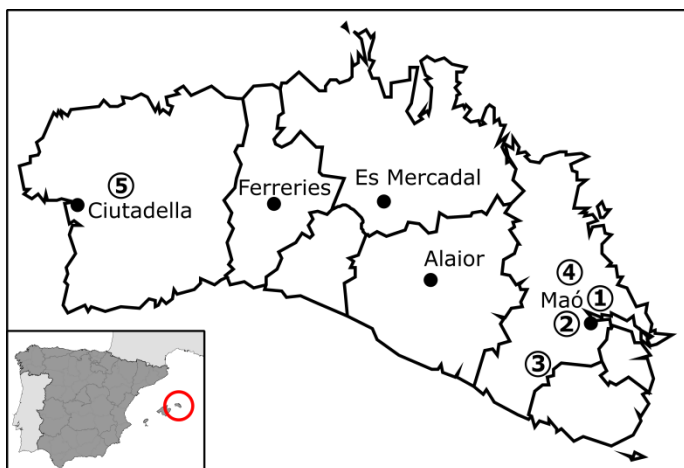 ⑤
Ciutadella
Ferreries
Es Mercadal
Alaior
④
Maó ①
②
③